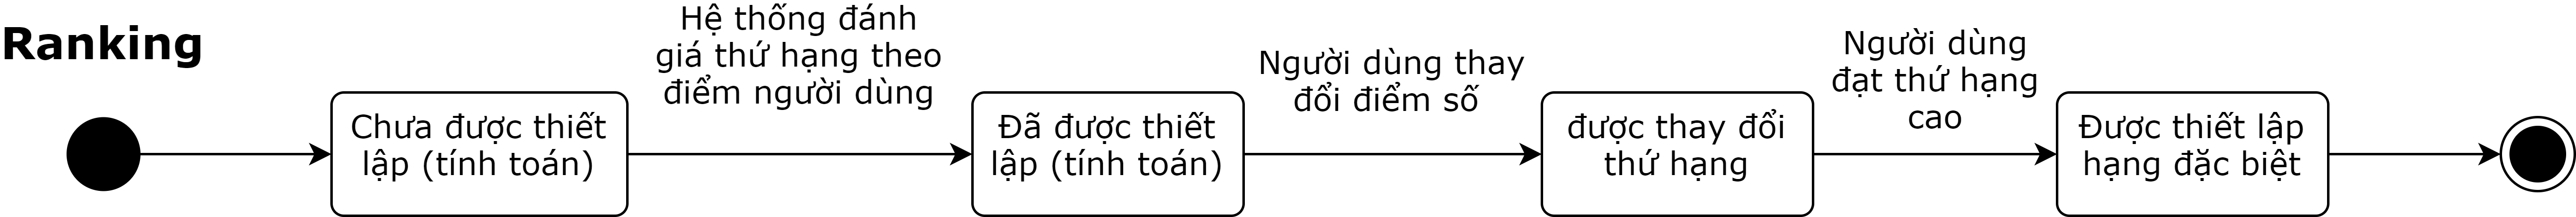 Ranking
Chưa được thiết
lập (tính toán)
Hệ thống đánh
giá thứ hạng theo
điểm người dùng
Đã được thiết
lập (tính toán)
Người dùng thay
đổi điểm số
được thay đổi
thứ hạng
Người dùng
đạt thứ hạng
cao
Được thiết lập
hạng đặc biệt